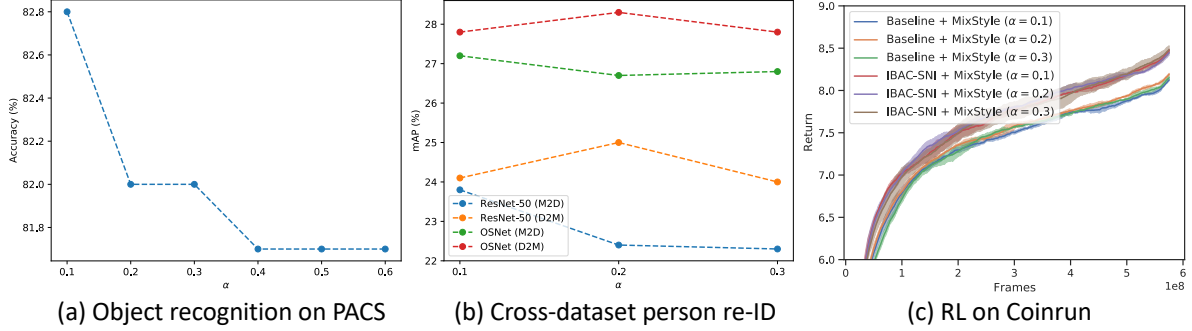 82.8
82.6
82.4
82.2
82.0
81.8
Accuracy (%)
0.1 0.2 0.3 0.4 0.5 0.6
α
(a) Object recognition on PACS
28
27
26
25
24
23
22
mAP (%)
ResNet-50 (M2D)
ResNet-50 (D2M)
OSNet (M2D)
OSNet (D2M)
0.1 0.2 0.3
α
(b) Cross-dataset person re-ID
9.0
8.5
8.0
7.5
7.0
6.5
6.0
Return
Baseline + MixStyle (α = 0.1)
Baseline + MixStyle (α = 0.2)
Baseline + MixStyle (α = 0.3)
IBAC-SNI + MixStyle (α = 0.1)
IBAC-SNI + MixStyle (α = 0.2)
IBAC-SNI + MixStyle (α = 0.3)
0 1 2 3 4 5 6
Frames 1e8
(c) RL on Coinrun